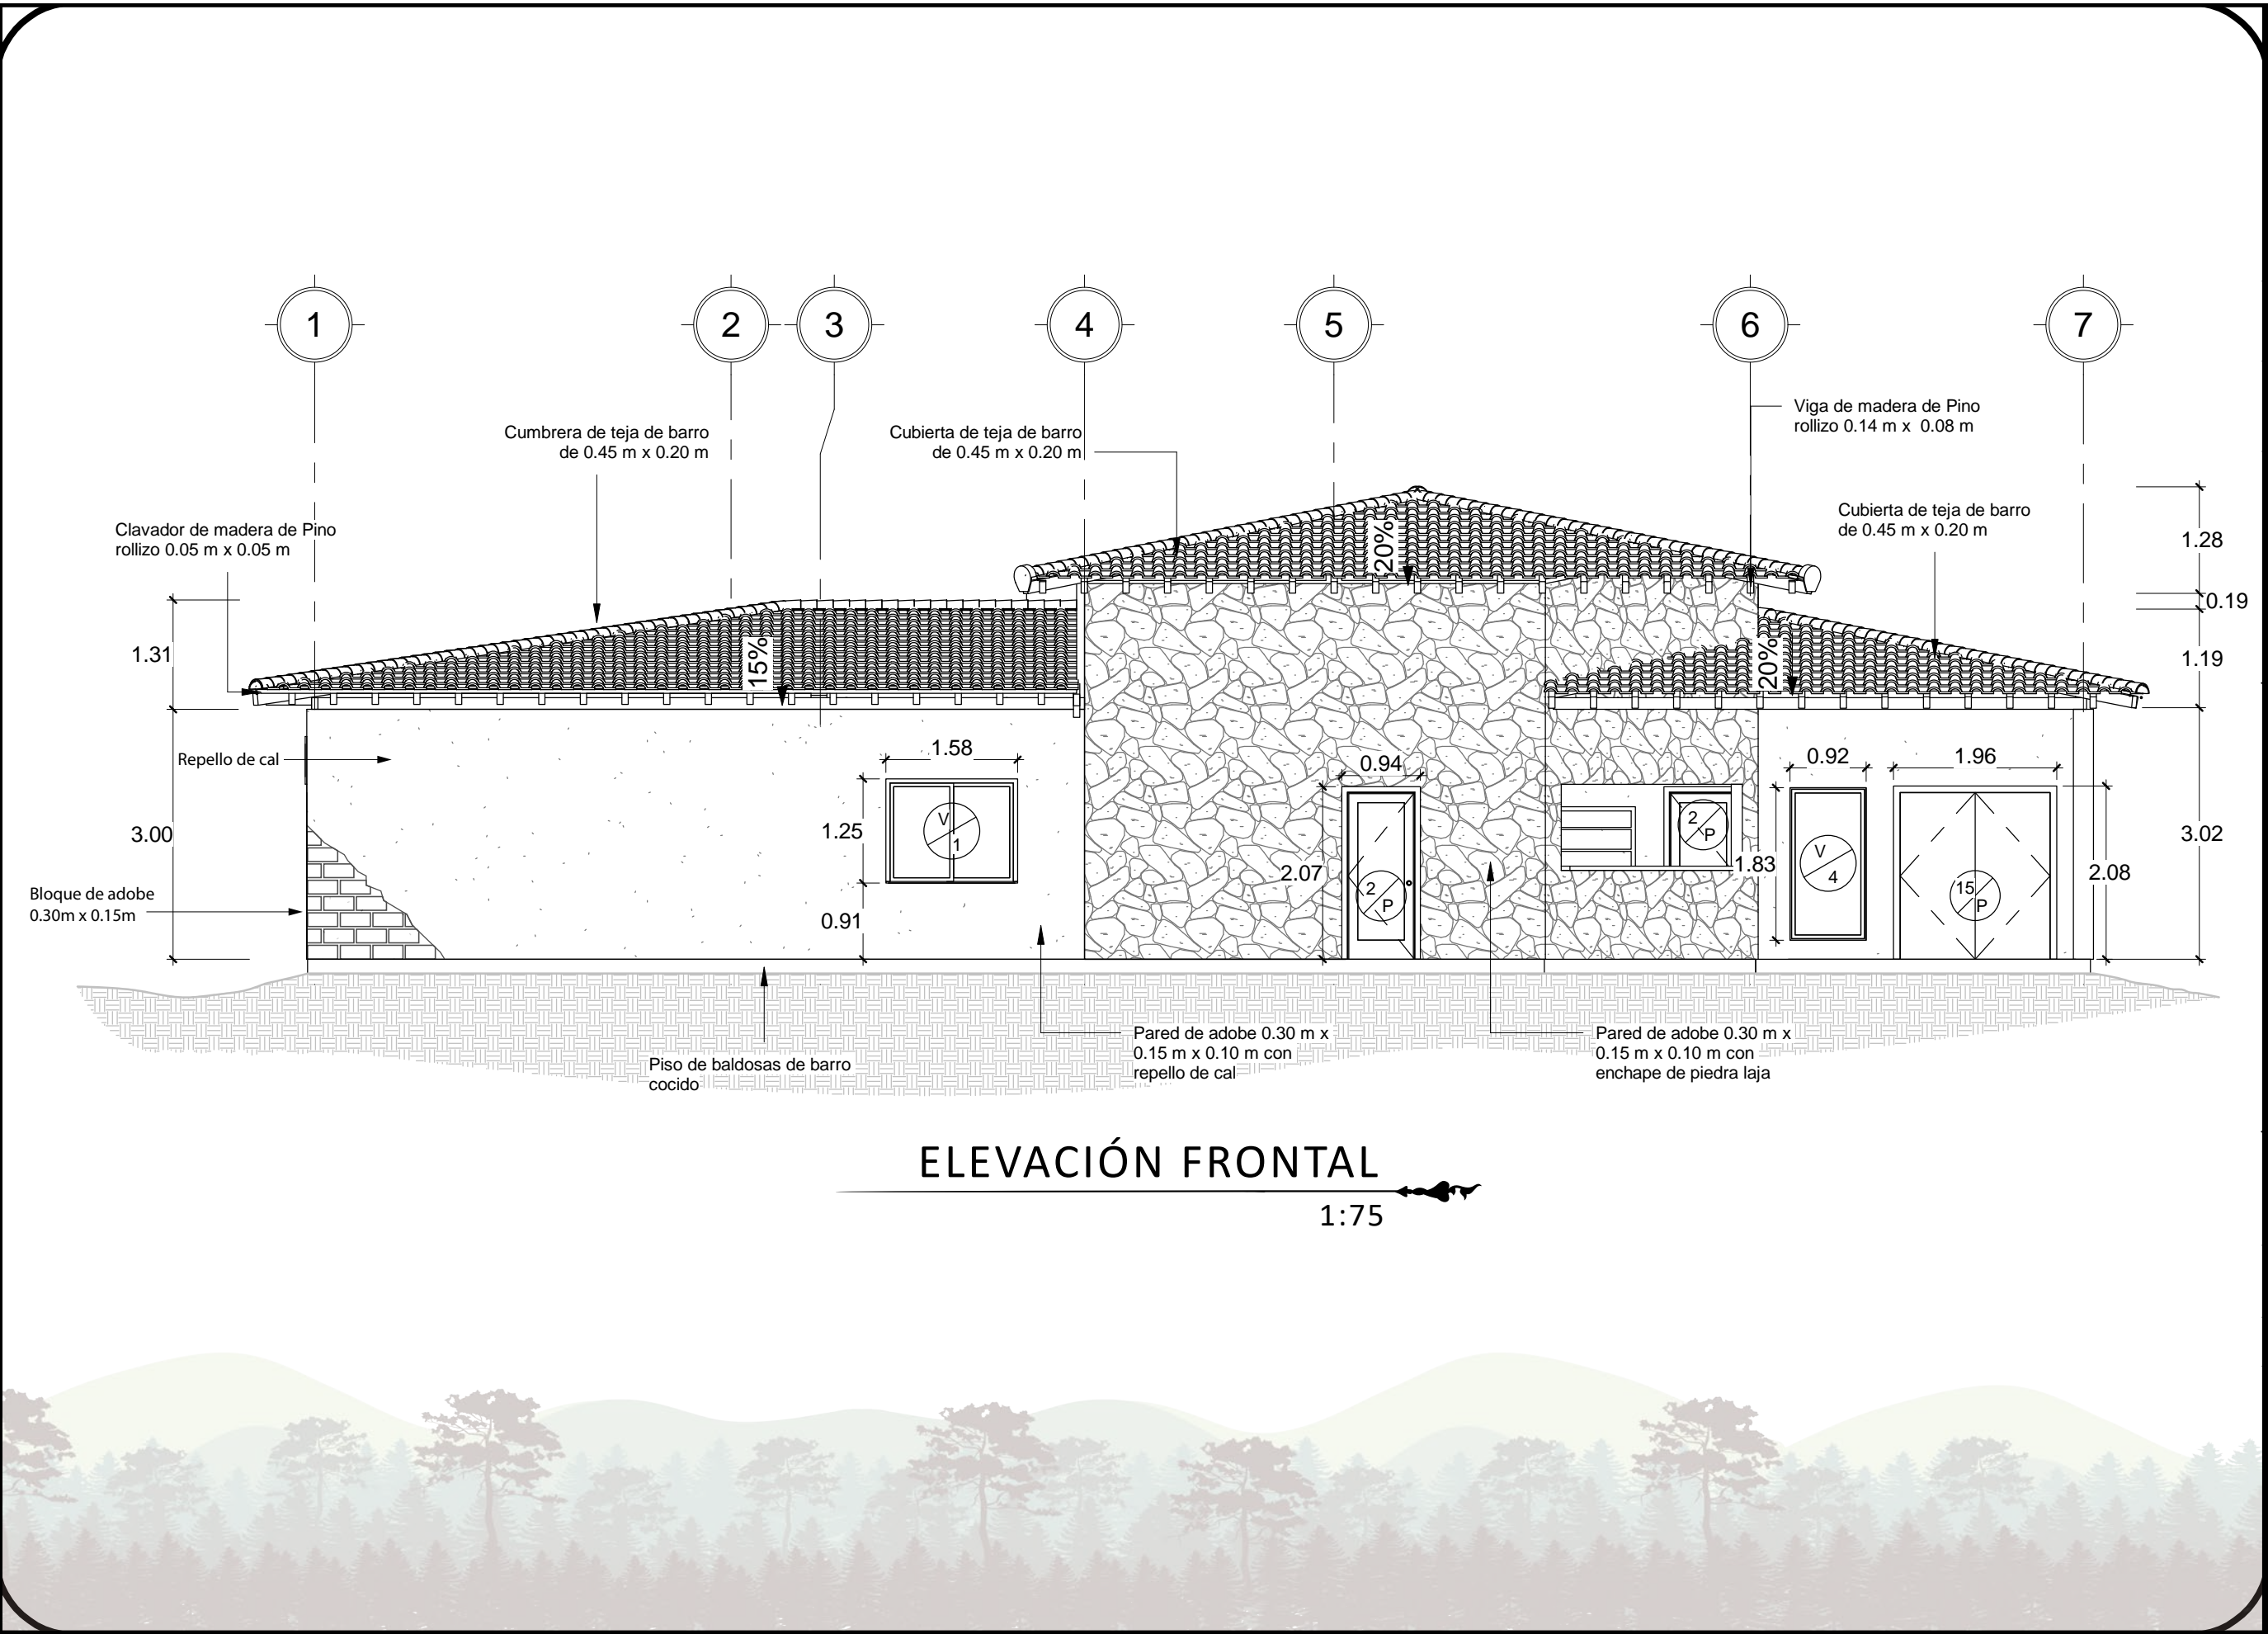 1
2
3
4
5
6
7
Viga de madera de Pino
rollizo 0.14 m x 0.08 m
Cumbrera de teja de barro
de 0.45 m x 0.20 m
Cubierta de teja de barro
de 0.45 m x 0.20 m
Cubierta de teja de barro
de 0.45 m x 0.20 m
Clavador de madera de Pino
rollizo 0.05 m x 0.05 m
20%
1.28
0.19
1.31
15%
20%
1.19
Repello de cal
1.58
0.94
0.92
1.96
3.00
1.25
V
1
2
P
1.83
V
4
3.02
2.07
2
P
15
P
2.08
Bloque de adobe
0.30m x 0.15m
0.91
Piso de baldosas de barro
cocido
Pared de adobe 0.30 m x
0.15 m x 0.10 m con
repello de cal
Pared de adobe 0.30 m x
0.15 m x 0.10 m con
enchape de piedra laja
ELEVACIÓN FRONTAL
1:75